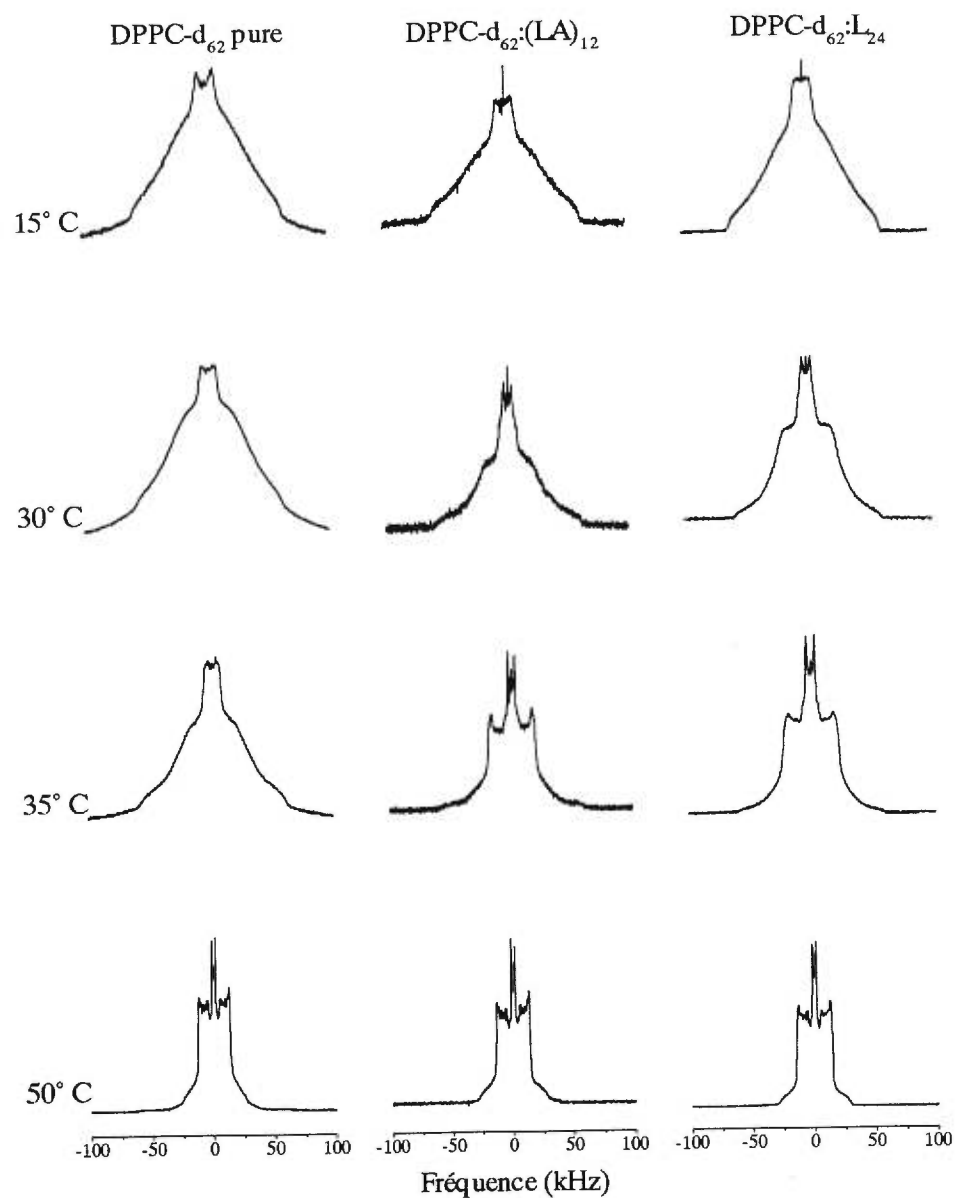 DPPC-d₆₂ pure
DPPC-d₆₂:(LA)₁₂
DPPC-d₆₂:L₂₄
15° C
30° C
35° C
50° C
-100 -50 0 50 100
-100 -50 0 50 100
-100 -50 0 50 100
Fréquence (kHz)